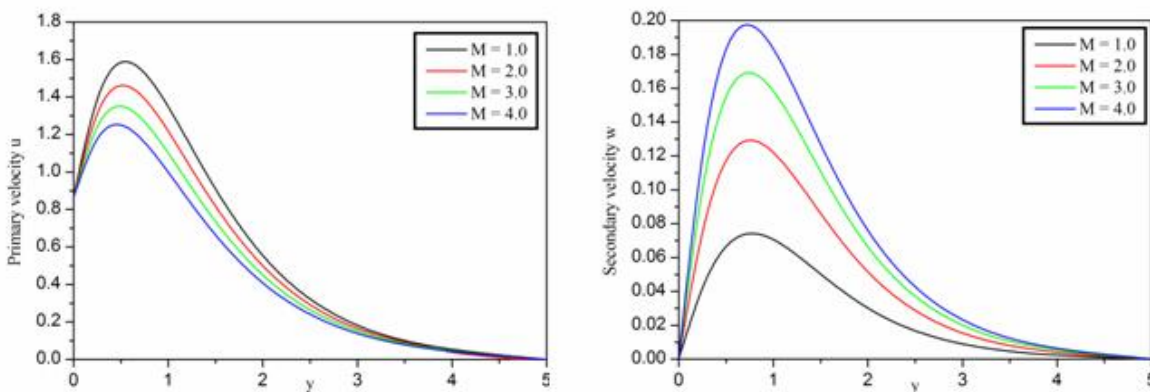 Primary velocity u
1.8
1.6
1.4
1.2
1.0
0.8
0.6
0.4
0.2
0.0
0
1
2
3
4
5
y
M = 1.0
M = 2.0
M = 3.0
M = 4.0
Secondary velocity w
0.20
0.18
0.16
0.14
0.12
0.10
0.08
0.06
0.04
0.02
0.00
0
1
2
3
4
5
y
M = 1.0
M = 2.0
M = 3.0
M = 4.0